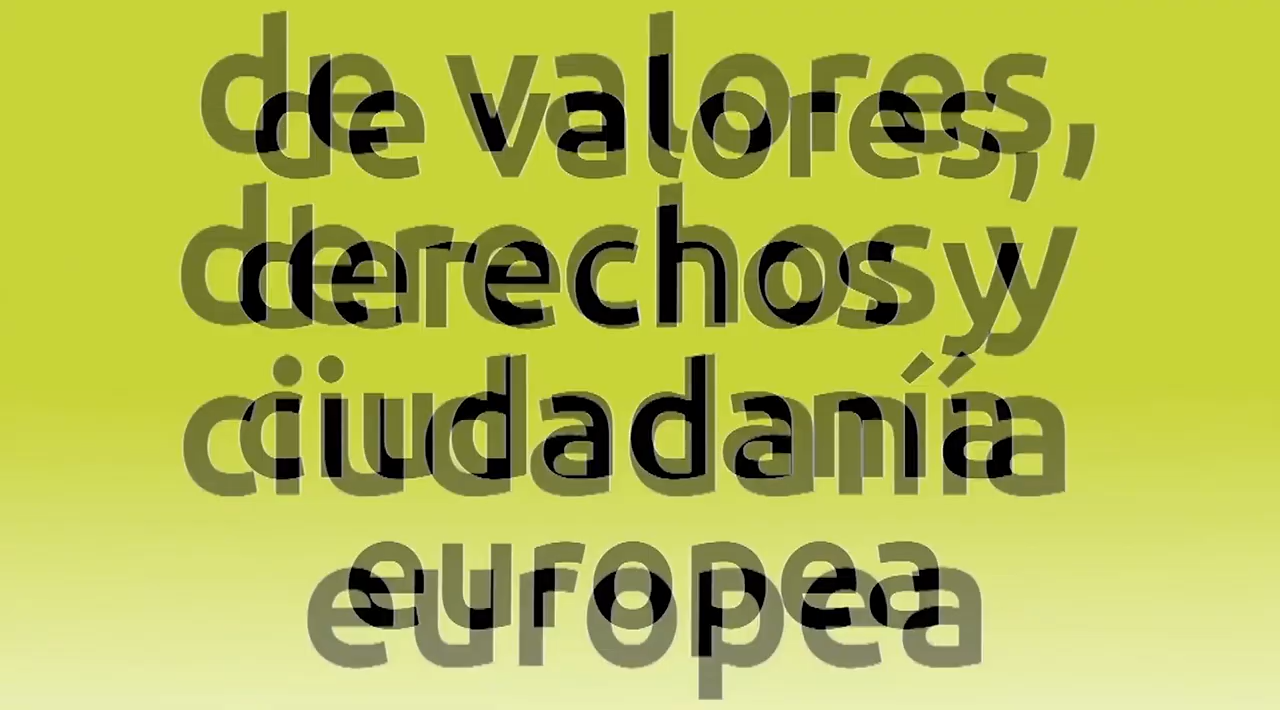 de valores,
derechos y
ciudadanía
europea